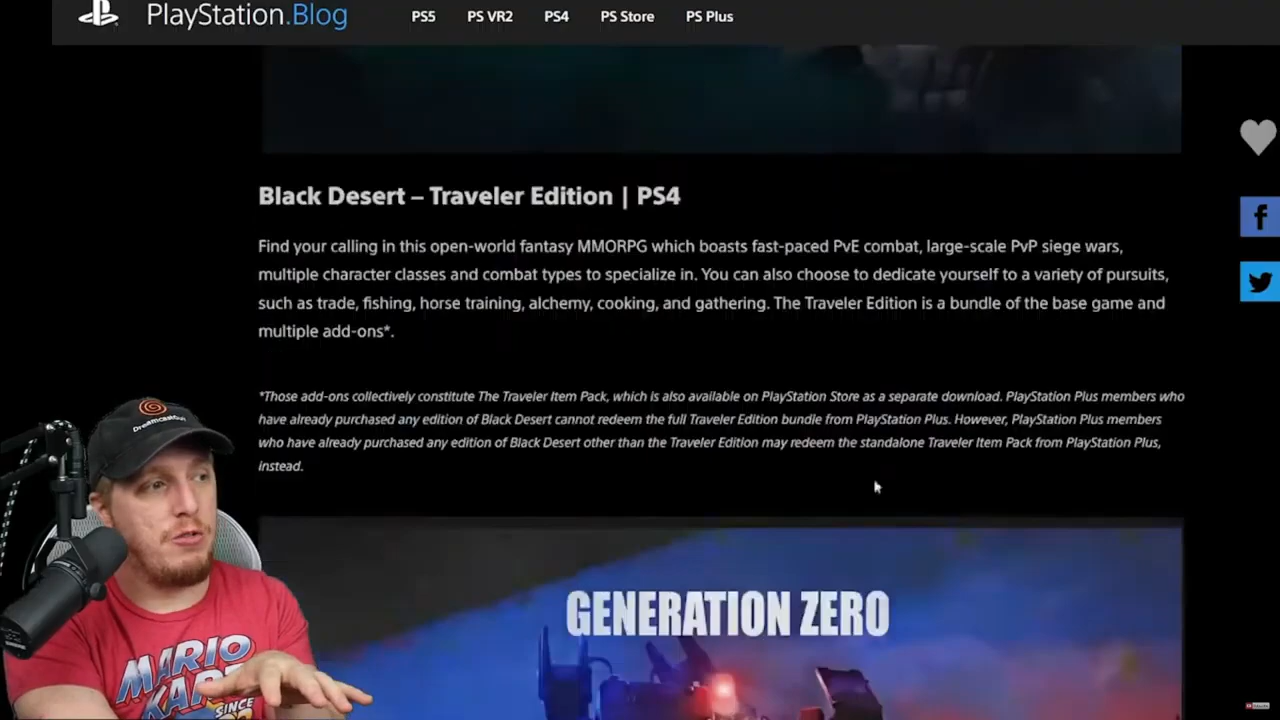 PlayStation.Blog
PS5 PS VR2 PS4 PS Store PS Plus
Black Desert – Traveler Edition | PS4
Find your calling in this open-world fantasy MMORPG which boasts fast-paced PvE combat, large-scale PvP siege wars,
multiple character classes and combat types to specialize in. You can also choose to dedicate yourself to a variety of pursuits,
such as trade, fishing, horse training, alchemy, cooking, and gathering. The Traveler Edition is a bundle of the base game and
multiple add-ons*.
*Those add-ons collectively constitute The Traveler Item Pack, which is also available on PlayStation Store as a separate download. PlayStation Plus members who
have already purchased any edition of Black Desert cannot redeem the full Traveler Edition bundle from PlayStation Plus. However, PlayStation Plus members
who have already purchased any edition of Black Desert other than the Traveler Edition may redeem the standalone Traveler Item Pack from PlayStation Plus,
instead.
GENERATION ZERO
Dreamcast
MARIO
KART
SINCE